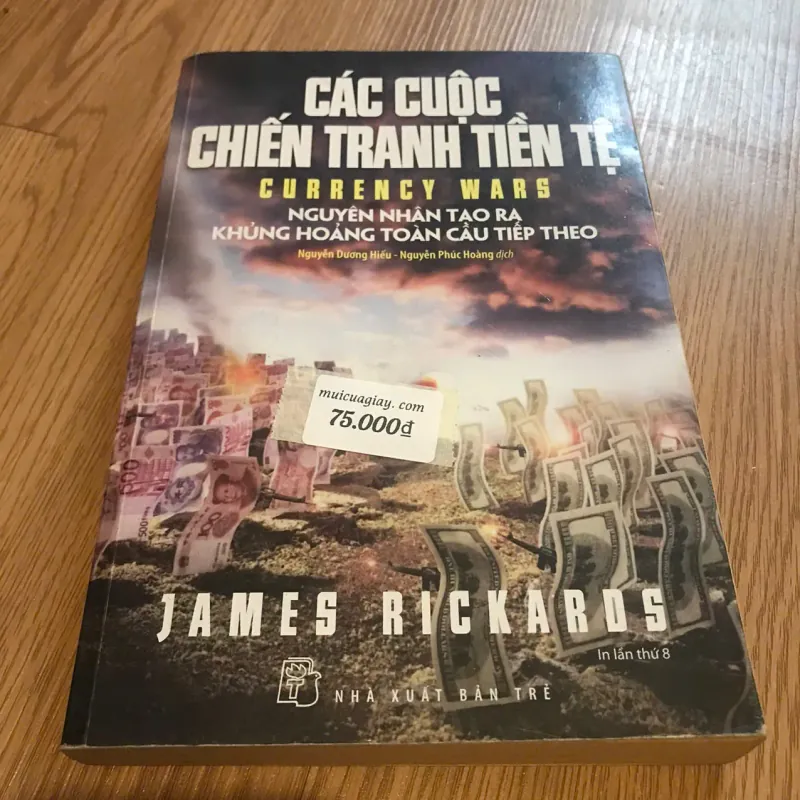 CÁC CUỘC
CHIẾN TRANH TIỀN TỆ
CURRENCY WARS
NGUYÊN NHÂN TẠO RA
KHỦNG HOẢNG TOÀN CẦU TIẾP THEO
Nguyễn Dương Hiếu - Nguyễn Phúc Hoàng dịch
muicuagiay. com
75.000đ
500
100
JAMES RICKARDS
In lần thứ 8
T
NHÀ XUẤT BẢN TRẺ